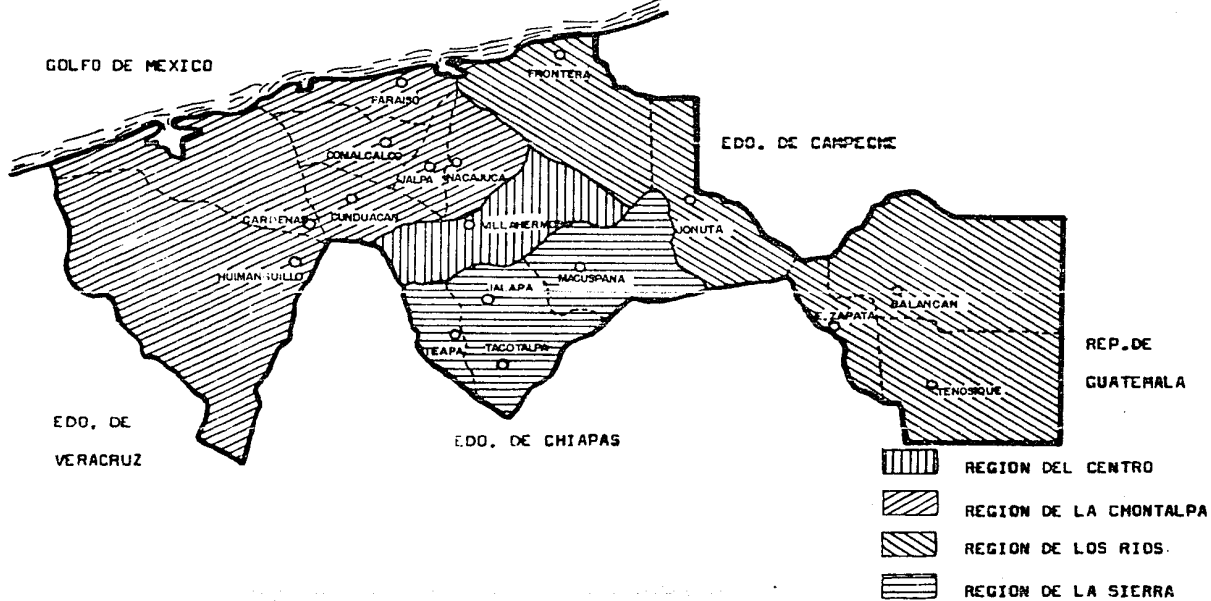 GOLFO DE MEXICO
FRONTERA
PARAISO
COMALCALCO
EDO. DE CAMPECHE
JALPA
NACAJUCA
CARDENAS
CUNDUACAN
VILLAHERMOSA
JONUTA
HUIMANGUILLO
MACUSPANA
JALAPA
BALANCAN
E. ZAPATA
TEAPA
TACOTALPA
REP.DE
GUATEMALA
TENOSIQUE
EDO. DE
VERACRUZ
EDO. DE CHIAPAS
REGION DEL CENTRO
REGION DE LA CHONTALPA
REGION DE LOS RIOS
REGION DE LA SIERRA